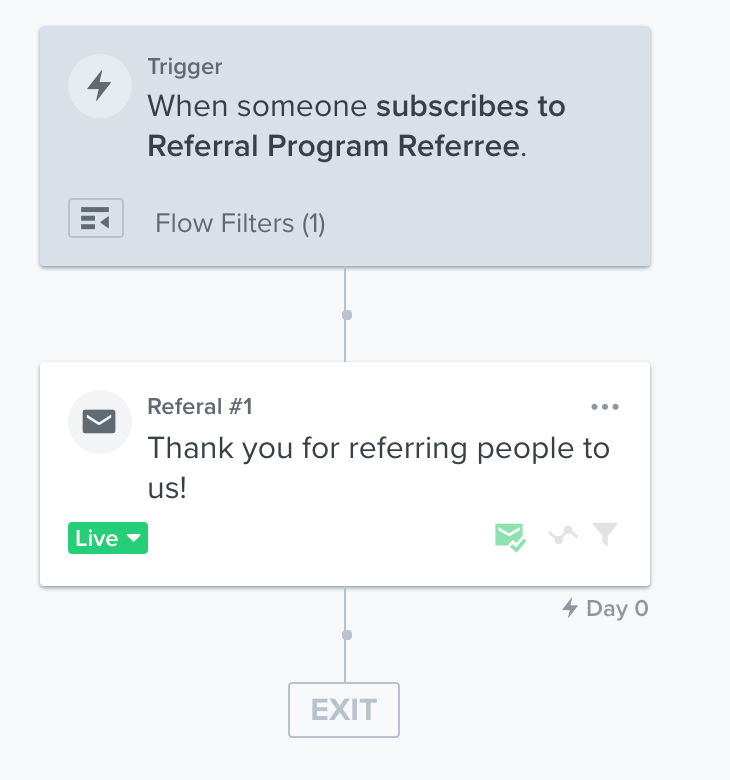 Trigger
When someone subscribes to
Referral Program Referree.
Flow Filters (1)
Referal #1
Thank you for referring people to
us!
Live
Day 0
EXIT